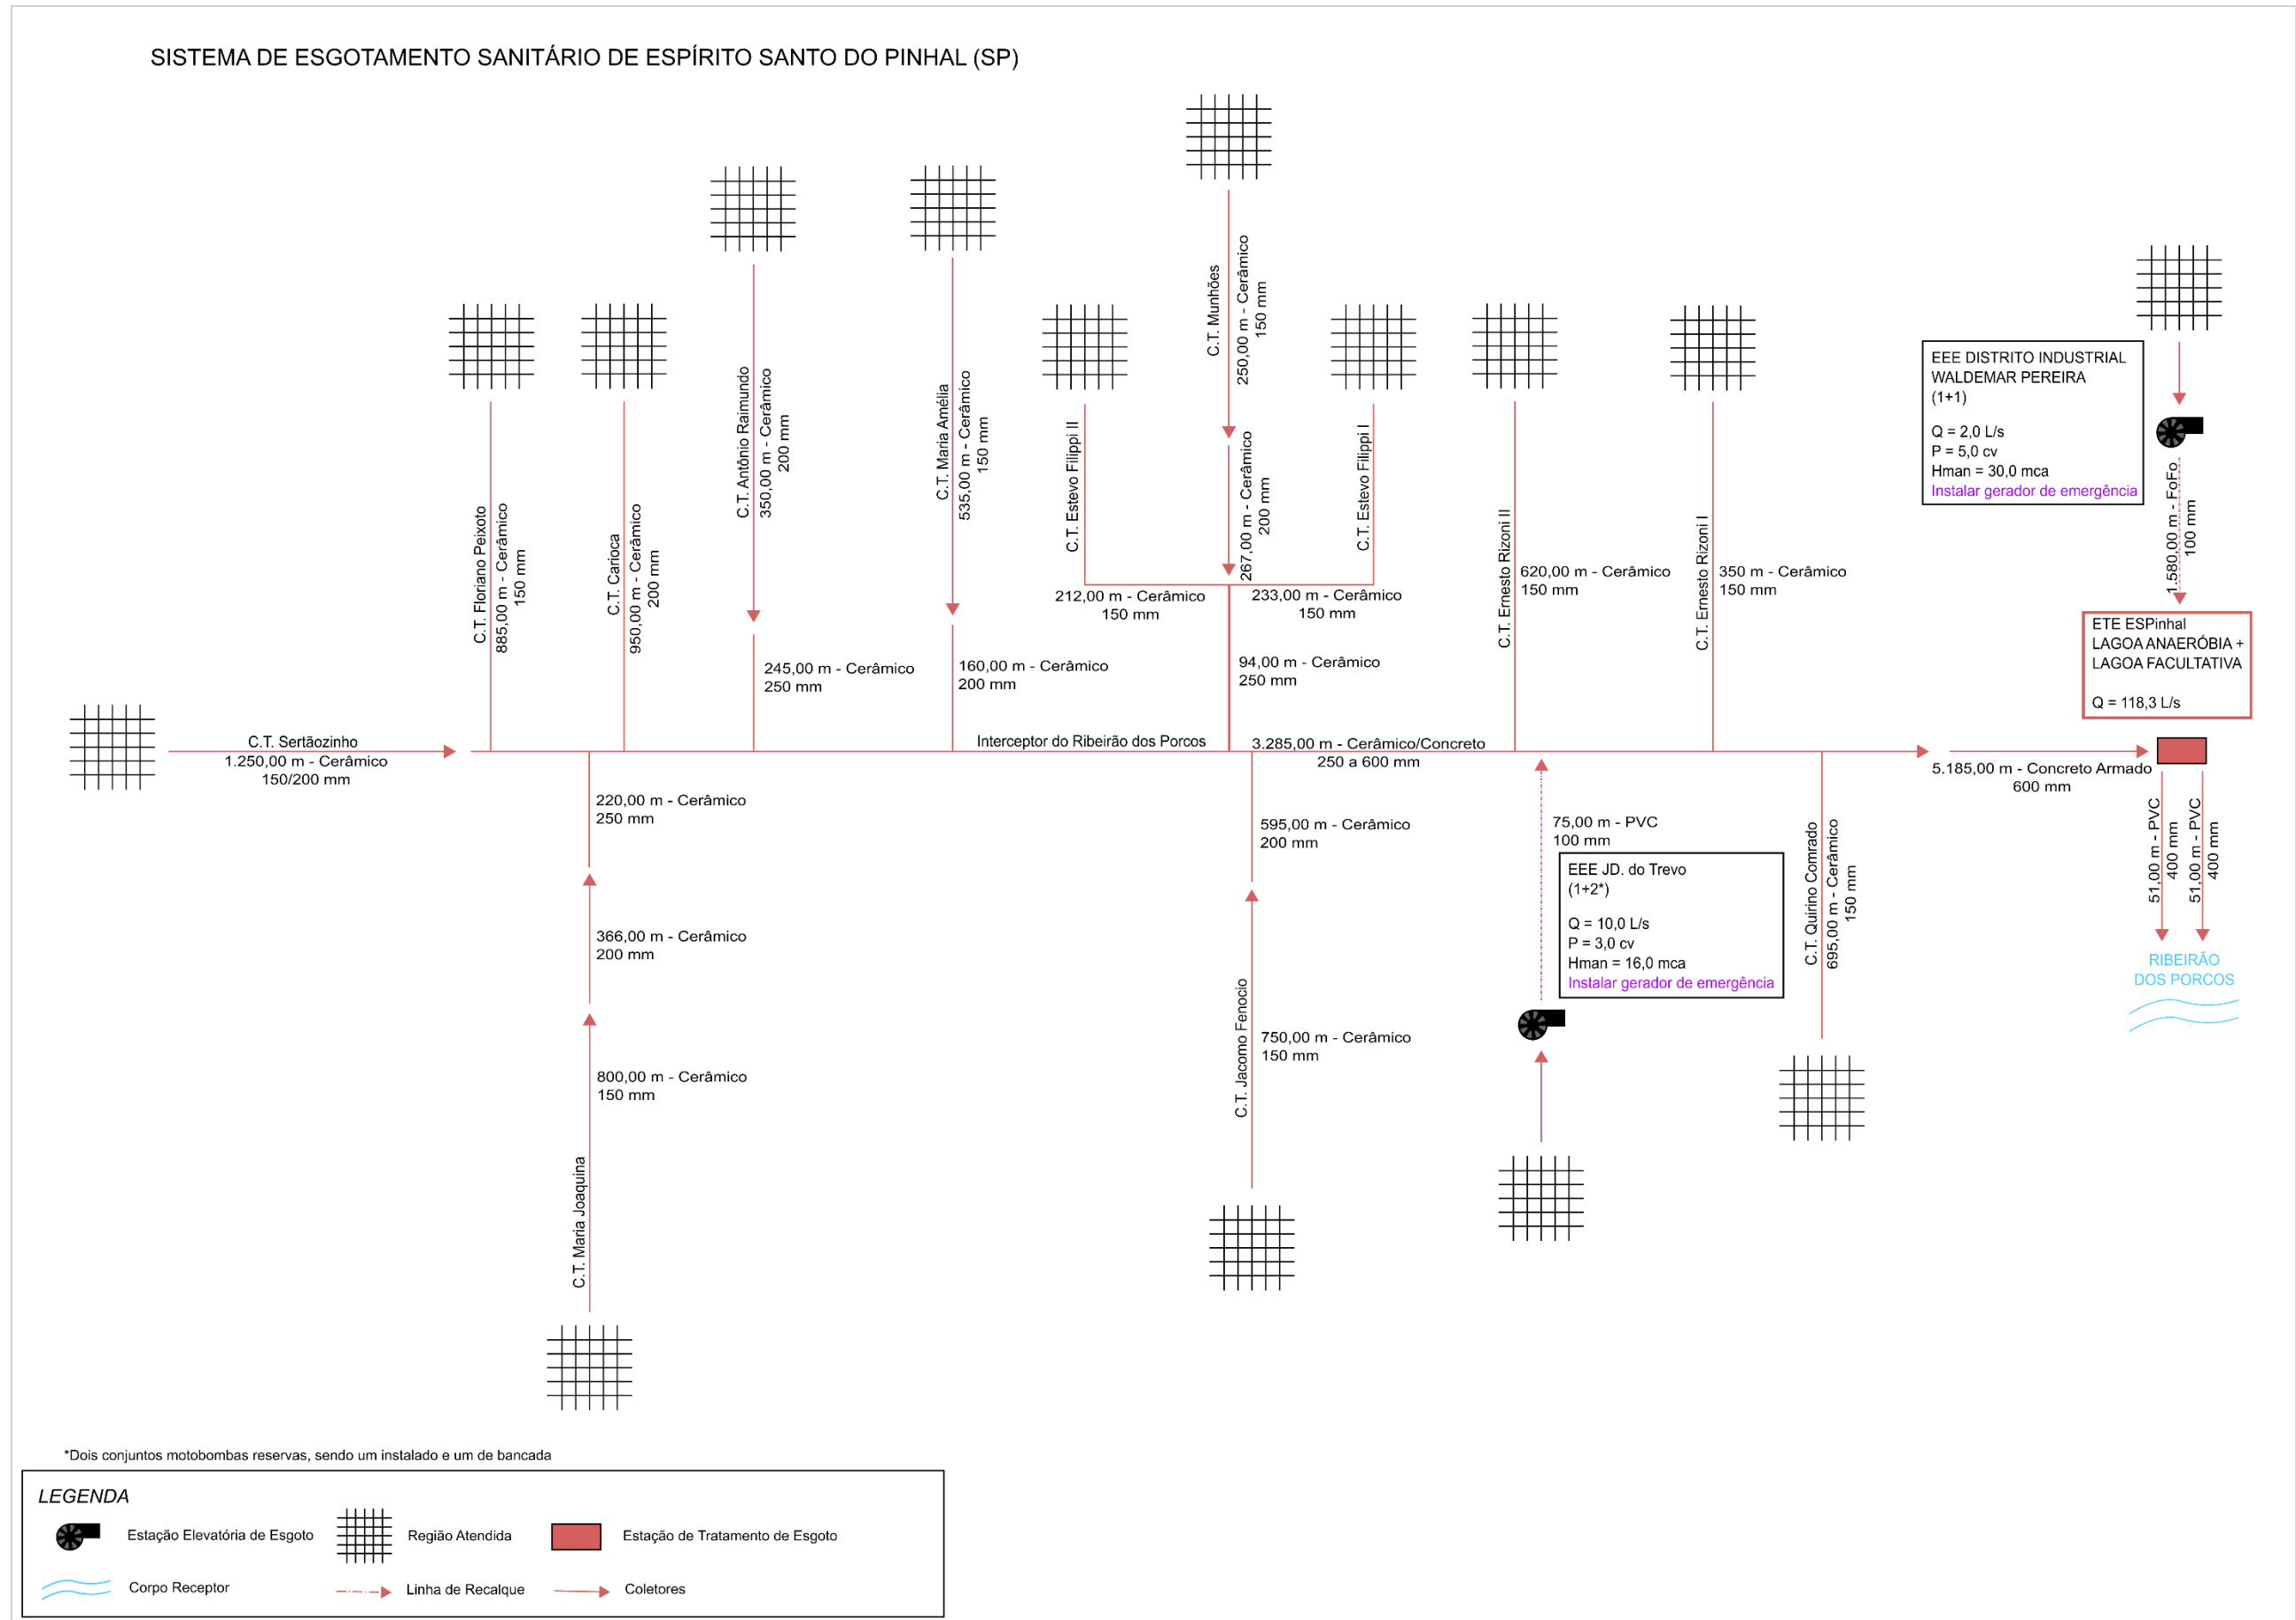 SISTEMA DE ESGOTAMENTO SANITÁRIO DE ESPÍRITO SANTO DO PINHAL (SP)
C.T. Sertãozinho
1.250,00 m - Cerâmico
150/200 mm
C.T. Floriano Peixoto
885,00 m - Cerâmico
150 mm
C.T. Carioca
950,00 m - Cerâmico
200 mm
C.T. Antônio Raimundo
350,00 m - Cerâmico
200 mm
245,00 m - Cerâmico
250 mm
C.T. Maria Amélia
535,00 m - Cerâmico
150 mm
160,00 m - Cerâmico
200 mm
C.T. Estevo Filippi II
212,00 m - Cerâmico
150 mm
C.T. Munhões
250,00 m - Cerâmico
150 mm
267,00 m - Cerâmico
200 mm
C.T. Estevo Filippi I
233,00 m - Cerâmico
150 mm
94,00 m - Cerâmico
250 mm
C.T. Ernesto Rizoni II
620,00 m - Cerâmico
150 mm
C.T. Ernesto Rizoni I
350 m - Cerâmico
150 mm
EEE DISTRITO INDUSTRIAL
WALDEMAR PEREIRA
(1+1)
Q = 2,0 L/s
P = 5,0 cv
Hman = 30,0 mca
Instalar gerador de emergência
1.580,00 m - FoFo
100 mm
ETE ESPinhal
LAGOA ANAERÓBIA +
LAGOA FACULTATIVA
Q = 118,3 L/s
Interceptor do Ribeirão dos Porcos
3.285,00 m - Cerâmico/Concreto
250 a 600 mm
5.185,00 m - Concreto Armado
600 mm
51,00 m - PVC
400 mm
51,00 m - PVC
400 mm
RIBEIRÃO
DOS PORCOS
220,00 m - Cerâmico
250 mm
366,00 m - Cerâmico
200 mm
800,00 m - Cerâmico
150 mm
C.T. Maria Joaquina
595,00 m - Cerâmico
200 mm
750,00 m - Cerâmico
150 mm
C.T. Jacomo Fenocio
75,00 m - PVC
100 mm
EEE JD. do Trevo
(1+2*)
Q = 10,0 L/s
P = 3,0 cv
Hman = 16,0 mca
Instalar gerador de emergência
C.T. Quirino Comrado
695,00 m - Cerâmico
150 mm
*Dois conjuntos motobombas reservas, sendo um instalado e um de bancada
LEGENDA
Estação Elevatória de Esgoto
Região Atendida
Estação de Tratamento de Esgoto
Corpo Receptor
Linha de Recalque
Coletores